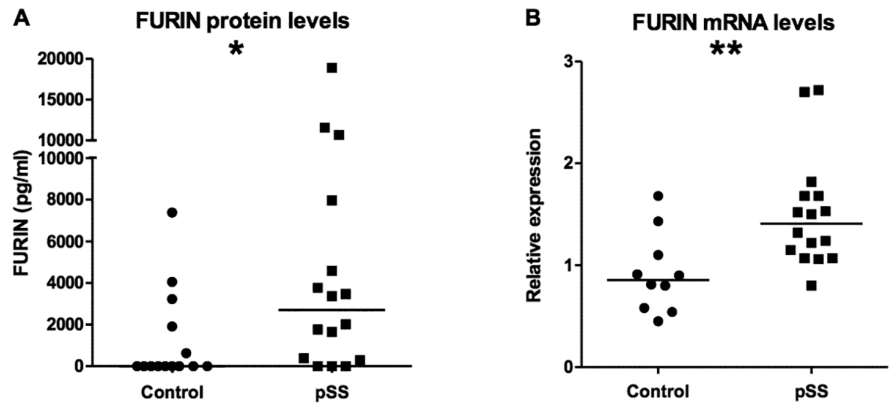 A
FURIN protein levels
*
FURIN (pg/ml)
20000
15000
10000
10000
8000
6000
4000
2000
0
Control
pSS
B
FURIN mRNA levels
**
Relative expression
3
2
1
0
Control
pSS